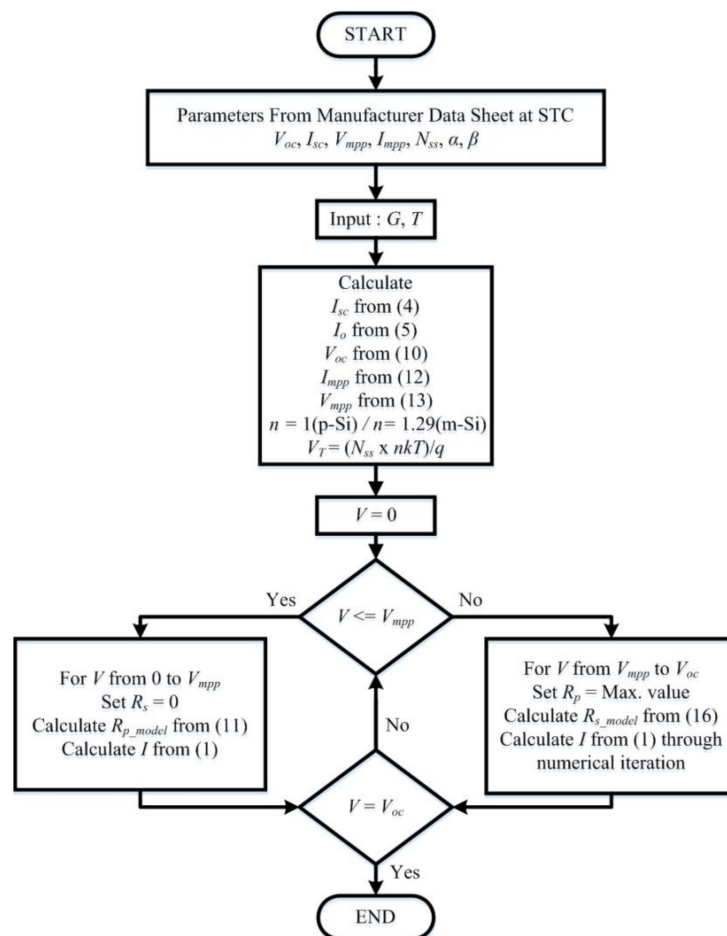 START
Parameters From Manufacturer Data Sheet at STC
Voc, Isc, Vmpp, Impp, Nss, α, β
Input : G, T
Calculate
Isc from (4)
Io from (5)
Voc from (10)
Impp from (12)
Vmpp from (13)
n = 1(p-Si) / n= 1.29(m-Si)
VT = (Nss x nkT)/q
V = 0
Yes
V <= Vmpp
No
For V from 0 to Vmpp
Set Rs = 0
Calculate Rp_model from (11)
Calculate I from (1)
For V from Vmpp to Voc
Set Rp = Max. value
Calculate Rs_model from (16)
Calculate I from (1) through
numerical iteration
No
V = Voc
Yes
END